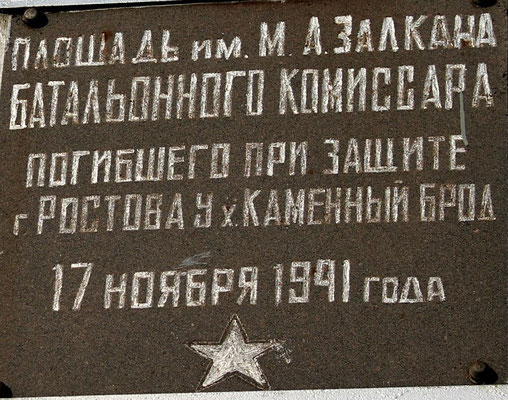 ПЛОЩАДЬ им. М.А.ЗАЛКАНА
БАТАЛЬОННОГО КОМИССАРА
ПОГИБШЕГО ПРИ ЗАЩИТЕ
г РОСТОВА У х. КАМЕННЫЙ БРОД
17 НОЯБРЯ 1941 ГОДА